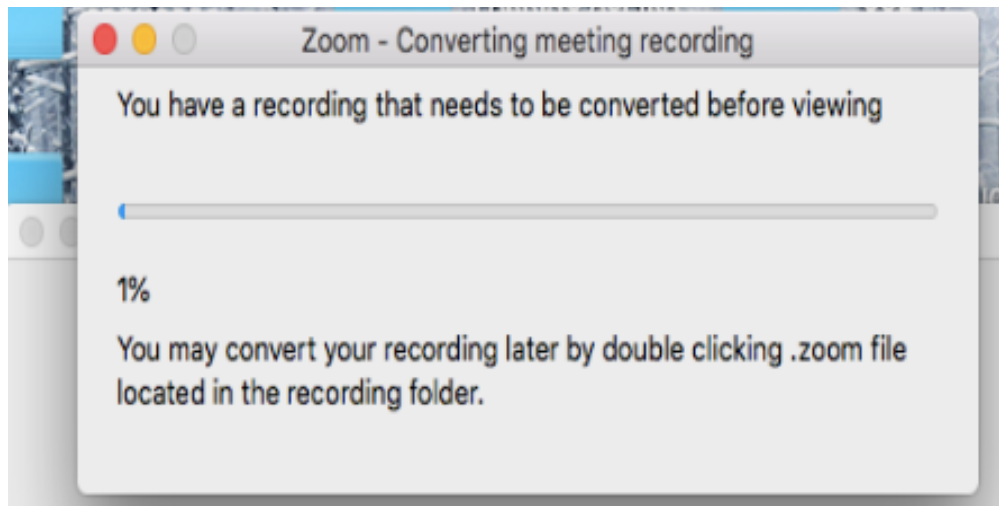 Zoom - Converting meeting recording
You have a recording that needs to be converted before viewing
1%
You may convert your recording later by double clicking .zoom file
located in the recording folder.